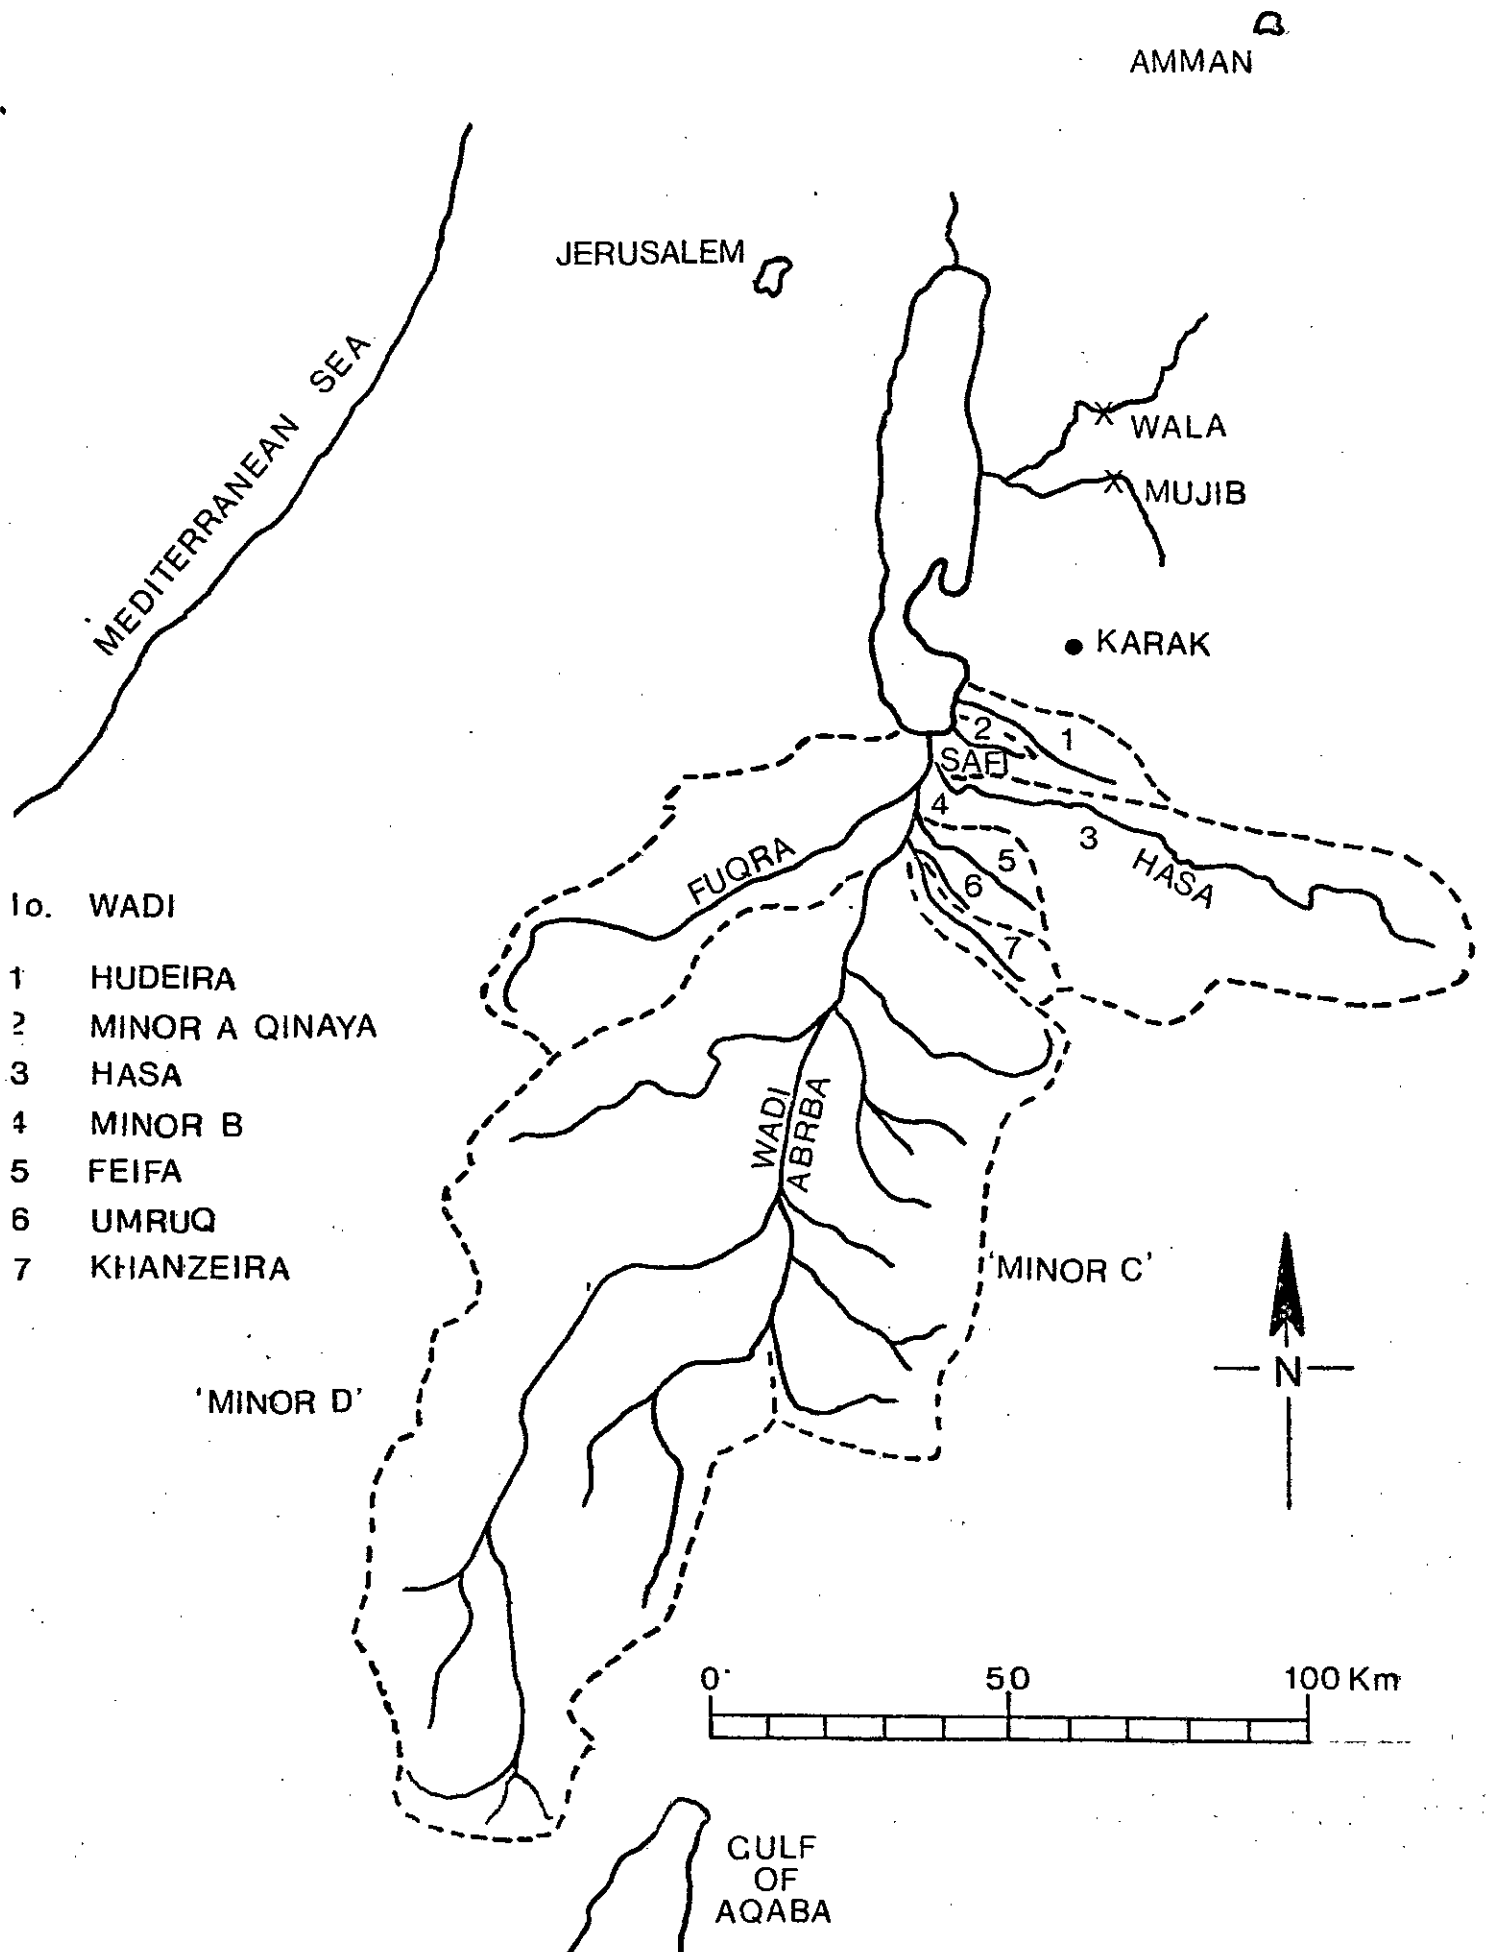 AMMAN
JERUSALEM
MEDITERRANEAN SEA
WALA
MUJIB
KARAK
2
1
SAFI
4
3
HASA
5
6
7
FUQRA
WADI
ABRBA
'MINOR C'
'MINOR D'
lo. WADI
1 HUDEIRA
2 MINOR A QINAYA
3 HASA
4 MINOR B
5 FEIFA
6 UMRUQ
7 KHANZEIRA
N
0 50 100 Km
GULF
OF
AQABA